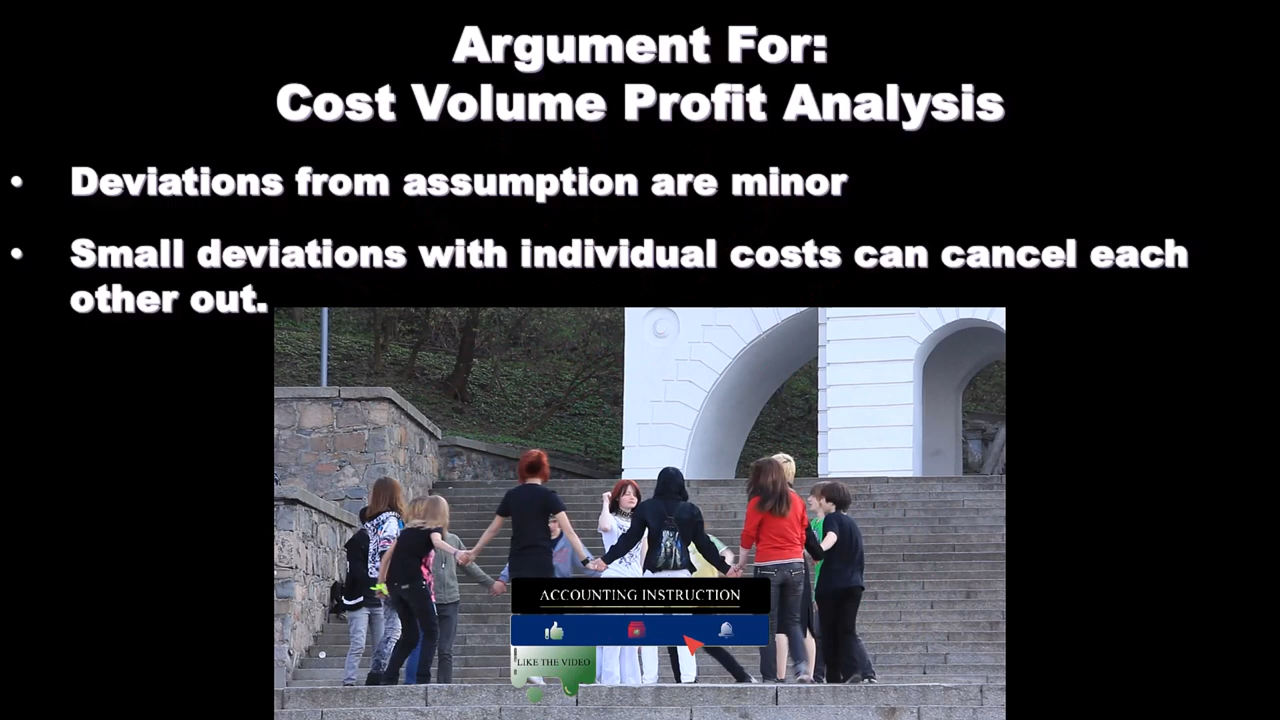 Argument For:
Cost Volume Profit Analysis
• Deviations from assumption are minor
• Small deviations with individual costs can cancel each
other out.
ACCOUNTING INSTRUCTION
LIKE THE VIDEO